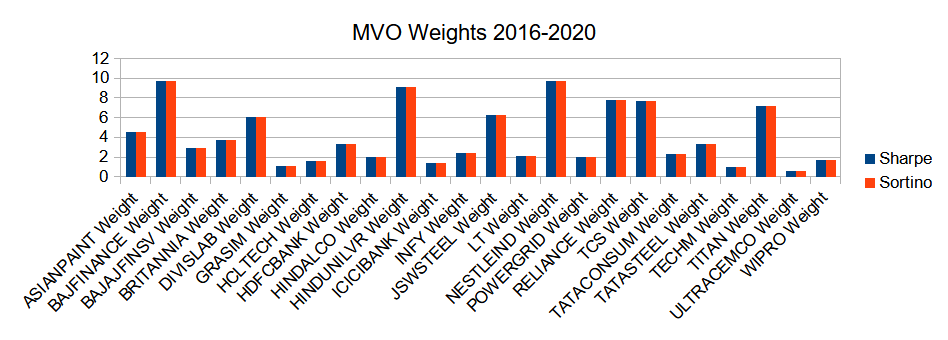 MVO Weights 2016-2020
12
10
8
6
4
2
0
ASIANPAINT Weight
BAJFINANCE Weight
BAJAJFINSV Weight
BRITANNIA Weight
DIVISLAB Weight
GRASIM Weight
HCLTECH Weight
HDFCBANK Weight
HINDALCO Weight
HINDUNILVR Weight
ICICIBANK Weight
INFY Weight
JSWSTEEL Weight
LT Weight
NESTLEIND Weight
POWERGRID Weight
RELIANCE Weight
TCS Weight
TATACONSUM Weight
TATASTEEL Weight
TECHM Weight
TITAN Weight
ULTRACEMCO Weight
WIPRO Weight
Sharpe
Sortino